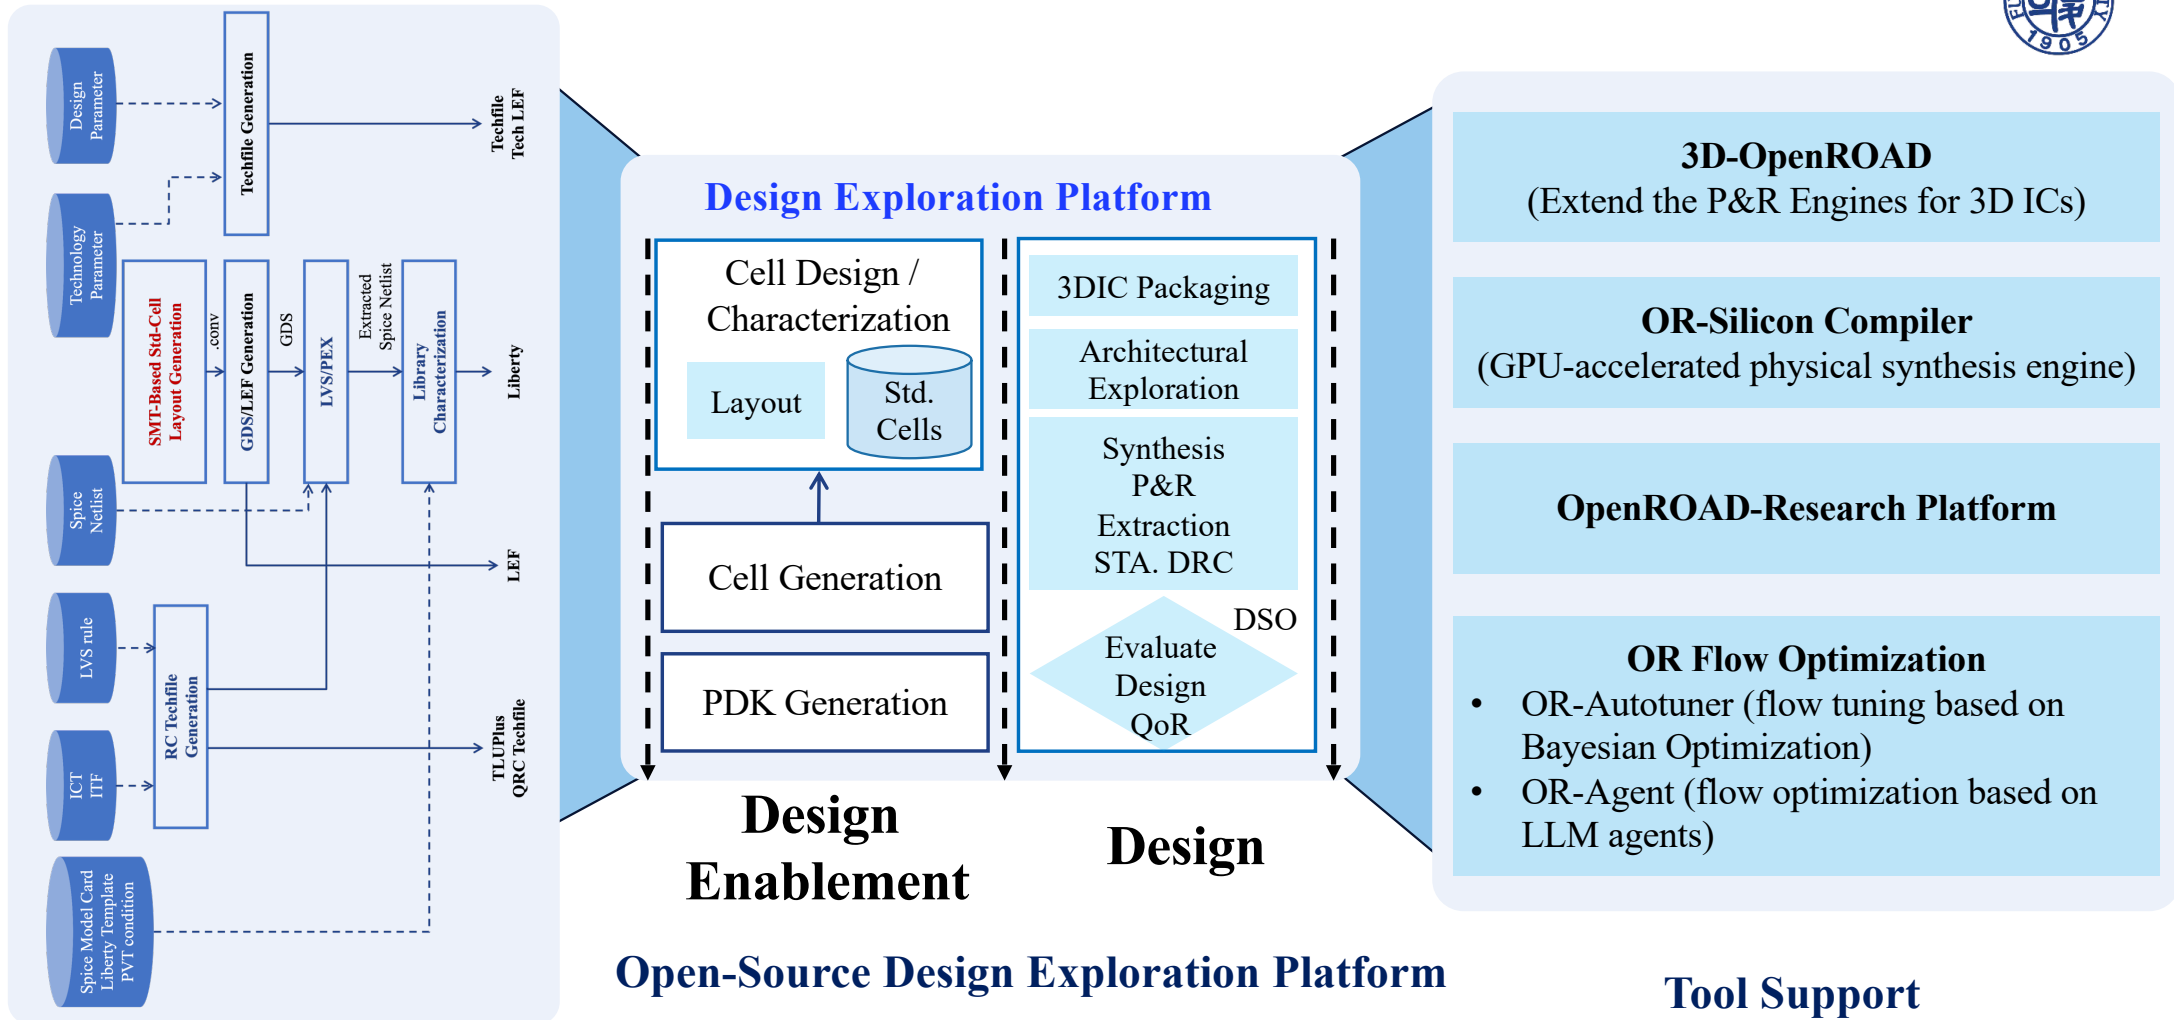 Design
Parameter
Technology
Parameter
Spice
Netlist
LVS rule
ICT
ITF
Spice Model Card
Liberty Template
PVT condition
Techfile Generation
SMT-Based Std-Cell
Layout Generation
.conv
GDS/LEF Generation
GDS
LVS/PEX
Extracted
Spice Netlist
Library
Characterization
RC Techfile
Generation
Techfile
Tech LEF
Liberty
LEF
TLUPlus
QRC Techfile
Design Exploration Platform
Cell Design /
Characterization
Layout
Std.
Cells
Cell Generation
PDK Generation
3DIC Packaging
Architectural
Exploration
Synthesis
P&R
Extraction
STA. DRC
DSO
Evaluate
Design
QoR
Design
Enablement
Design
Open-Source Design Exploration Platform
1905
3D-OpenROAD
(Extend the P&R Engines for 3D ICs)
OR-Silicon Compiler
(GPU-accelerated physical synthesis engine)
OpenROAD-Research Platform
OR Flow Optimization
• OR-Autotuner (flow tuning based on
Bayesian Optimization)
• OR-Agent (flow optimization based on
LLM agents)
Tool Support